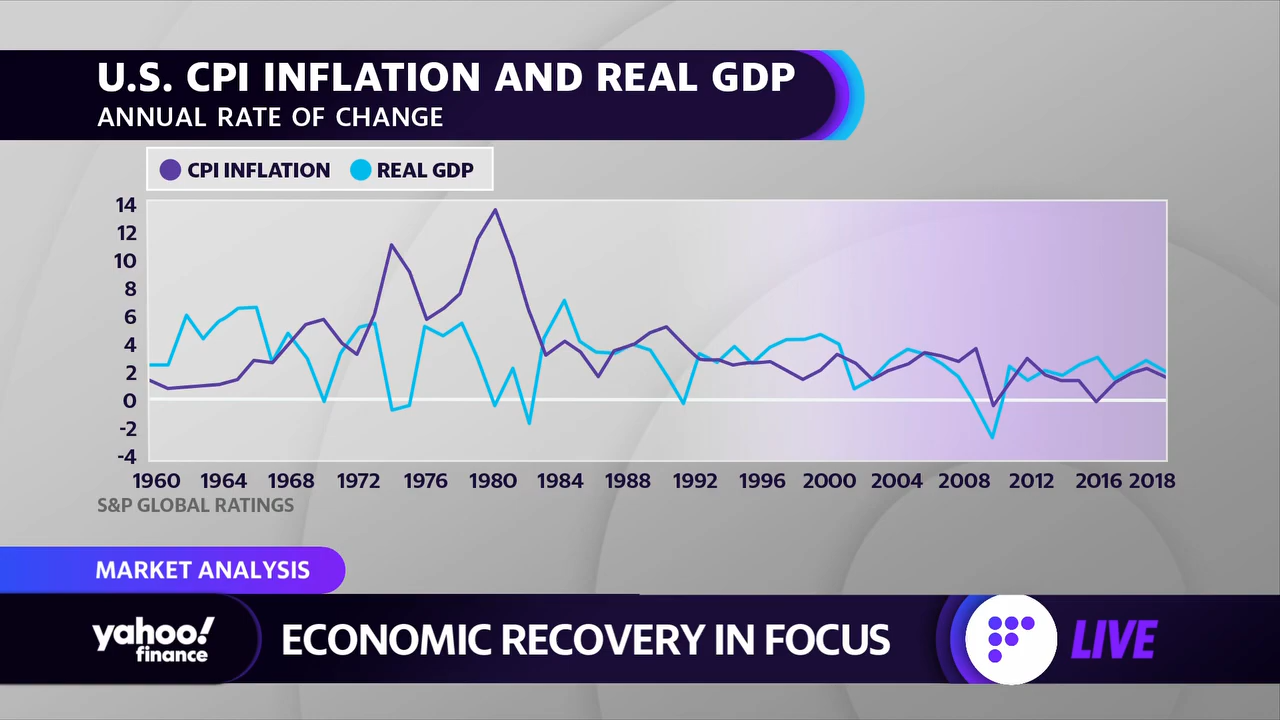 U.S. CPI INFLATION AND REAL GDP
ANNUAL RATE OF CHANGE
CPI INFLATION REAL GDP
14
12
10
8
6
4
2
0
-2
-4
1960 1964 1968 1972 1976 1980 1984 1988 1992 1996 2000 2004 2008 2012 2016 2018
S&P GLOBAL RATINGS
MARKET ANALYSIS
yahoo!
finance
ECONOMIC RECOVERY IN FOCUS
LIVE